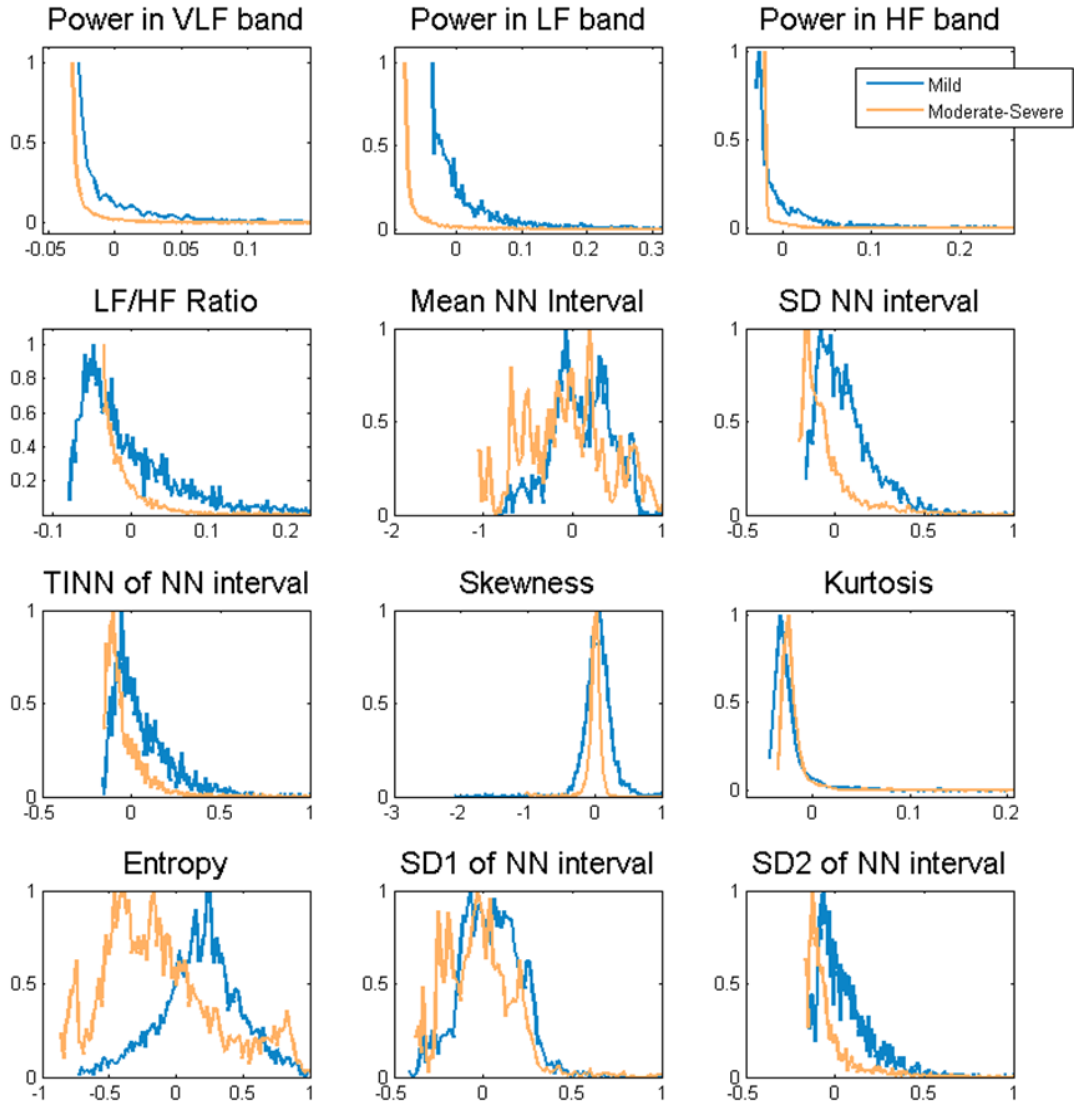 Power in VLF band Power in LF band Power in HF band
1 1 1
Mild
Moderate-Severe
0.5 0.5 0.5
0 0 0
-0.05 0 0.05 0.1 0 0.1 0.2 0.3 0 0.1 0.2
LF/HF Ratio Mean NN Interval SD NN interval
1 1 1
0.8
0.6
0.5 0.5
0.4
0.2
0 0
-0.1 0 0.1 0.2 -2 -1 0 1 -0.5 0 0.5 1
TINN of NN interval Skewness Kurtosis
1 1 1
0.5 0.5 0.5
0 0 0
-0.5 0 0.5 1 -3 -2 -1 0 1 0 0.1 0.2
Entropy SD1 of NN interval SD2 of NN interval
1 1 1
0.5 0.5 0.5
0 0 0
-1 -0.5 0 0.5 1 -0.5 0 0.5 1 -0.5 0 0.5 1